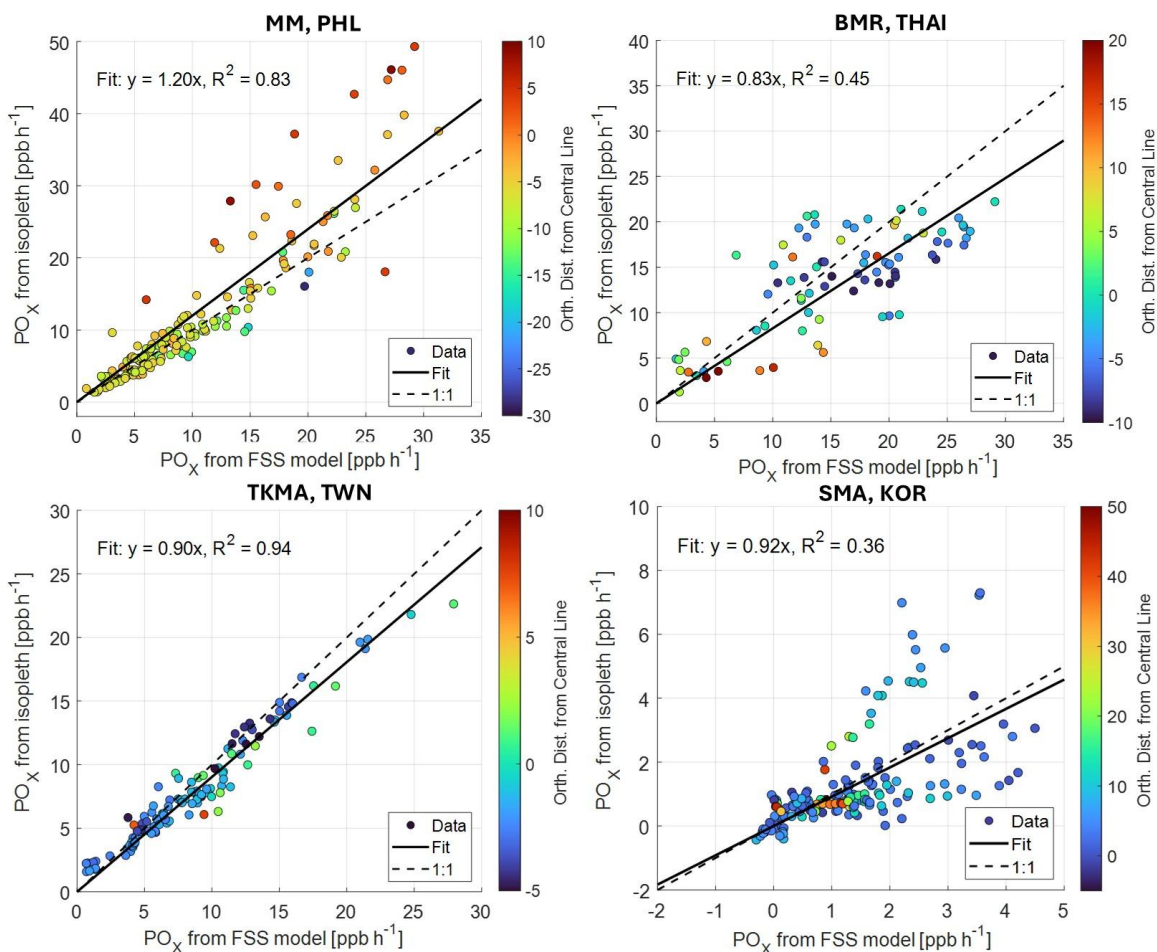 MM, PHL
PO_X from isopleth [ppb h^-1]
50
40
30
20
10
0
Fit: y = 1.20x, R^2 = 0.83
Data
Fit
1:1
0 5 10 15 20 25 30 35
PO_X from FSS model [ppb h^-1]
10
5
0
-5
-10
-15
-20
-25
-30
Orth. Dist. from Central Line
BMR, THAI
PO_X from isopleth [ppb h^-1]
40
35
30
25
20
15
10
5
0
Fit: y = 0.83x, R^2 = 0.45
Data
Fit
1:1
0 5 10 15 20 25 30 35
PO_X from FSS model [ppb h^-1]
20
15
10
5
0
-5
-10
Orth. Dist. from Central Line
TKMA, TWN
PO_X from isopleth [ppb h^-1]
30
25
20
15
10
5
0
Fit: y = 0.90x, R^2 = 0.94
Data
Fit
1:1
0 5 10 15 20 25 30
PO_X from FSS model [ppb h^-1]
10
5
0
-5
Orth. Dist. from Central Line
SMA, KOR
PO_X from isopleth [ppb h^-1]
10
8
6
4
2
0
-2
Fit: y = 0.92x, R^2 = 0.36
Data
Fit
1:1
-2 -1 0 1 2 3 4 5
PO_X from FSS model [ppb h^-1]
50
40
30
20
10
0
Orth. Dist. from Central Line